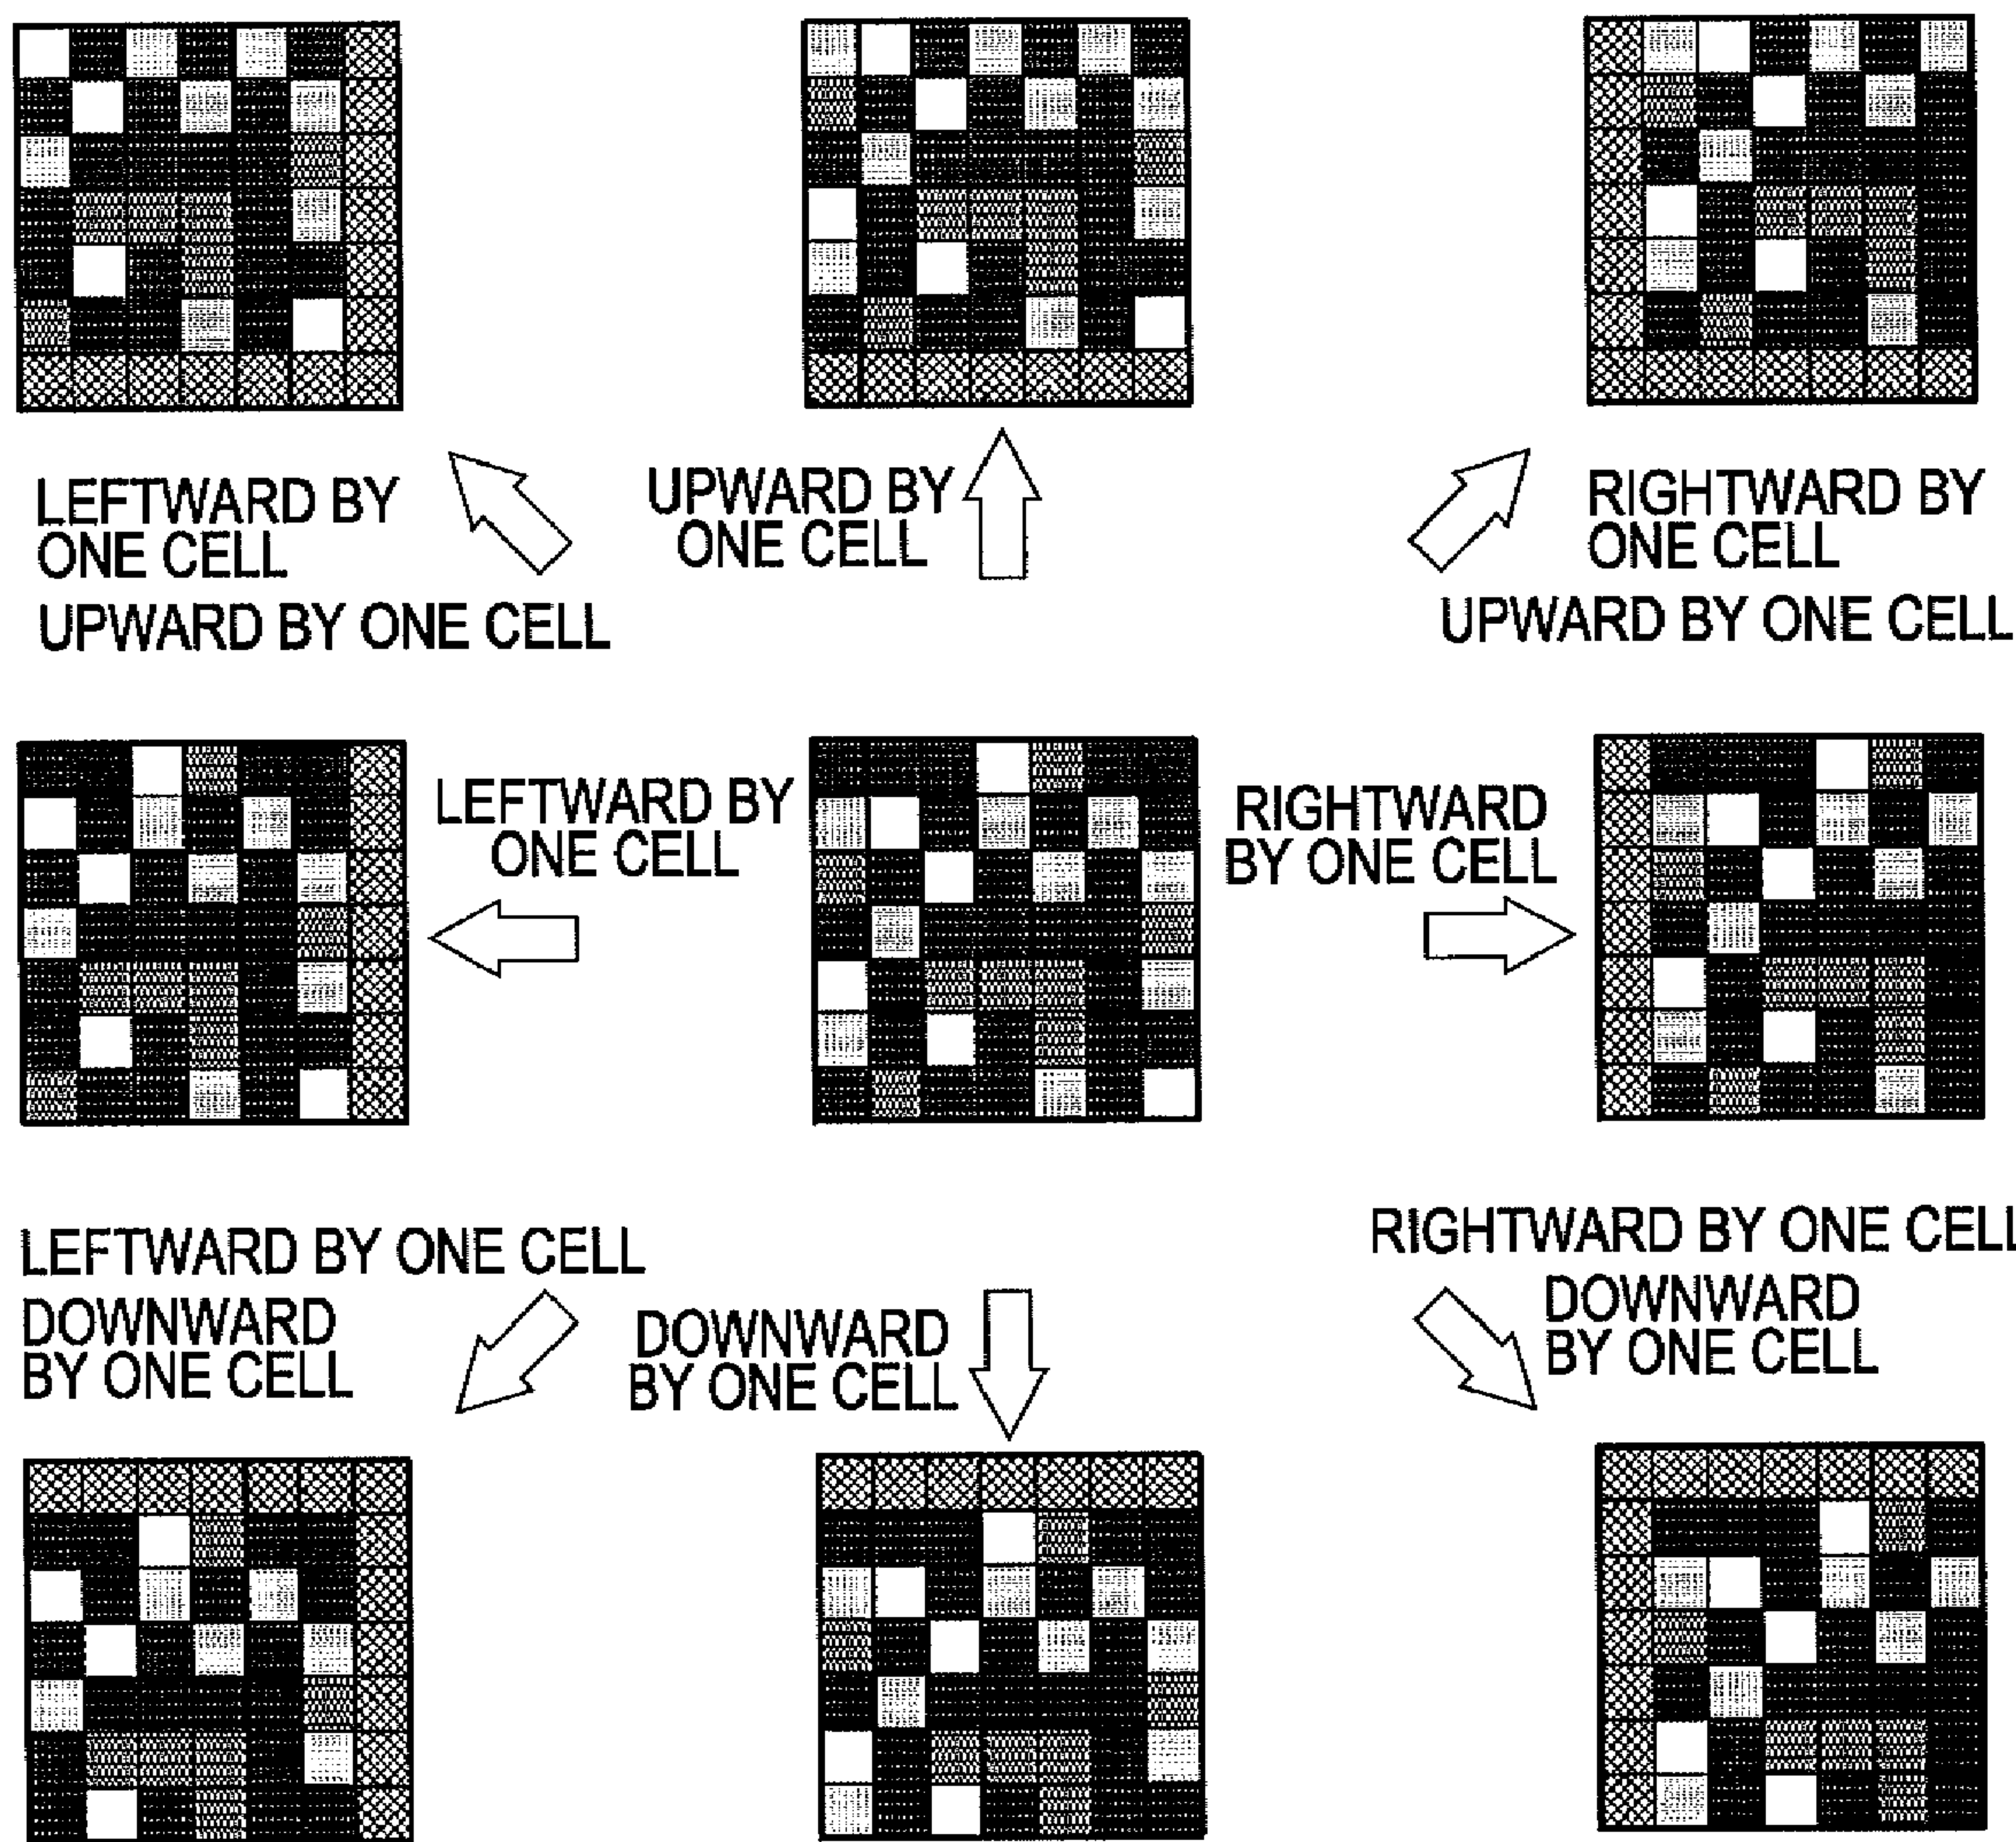 LEFTWARD BY
ONE CELL
UPWARD BY ONE CELL
UPWARD BY
ONE CELL
RIGHTWARD BY
ONE CELL
UPWARD BY ONE CELL
LEFTWARD BY
ONE CELL
RIGHTWARD
BY ONE CELL
LEFTWARD BY ONE CELL
DOWNWARD
BY ONE CELL
DOWNWARD
BY ONE CELL
RIGHTWARD BY ONE CELL
DOWNWARD
BY ONE CELL